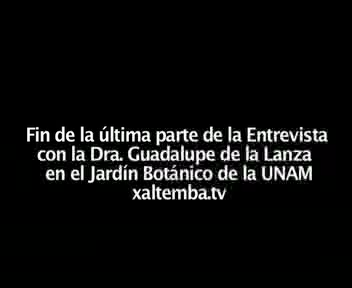 Fin de la última parte de la Entrevista
con la Dra. Guadalupe de la Lanza
en el Jardín Botánico de la UNAM
xaltemba.tv